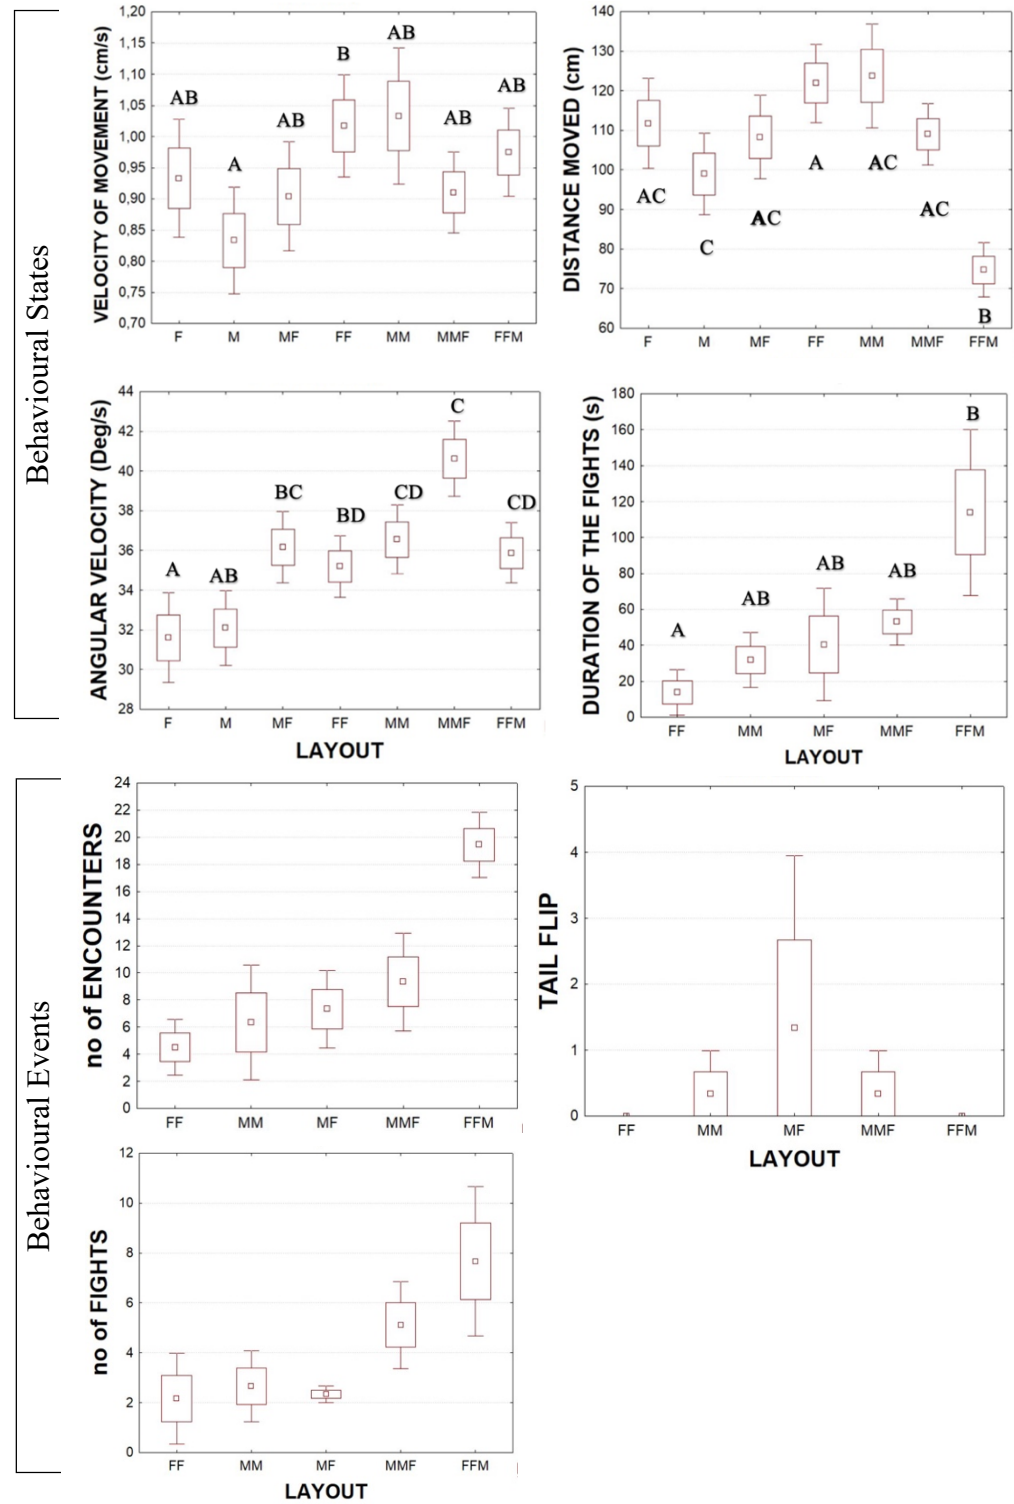 Behavioural States
VELOCITY OF MOVEMENT (cm/s)
1,20
1,15
1,10
1,05
1,00
0,95
0,90
0,85
0,80
0,75
0,70
AB
A
AB
B
AB
AB
AB
F M MF FF MM MMF FFM
DISTANCE MOVED (cm)
140
130
120
110
100
90
80
70
60
AC
C
AC
A
AC
AC
B
F M MF FF MM MMF FFM
ANGULAR VELOCITY (Deg/s)
44
42
40
38
36
34
32
30
28
A
AB
BC
BD
CD
C
CD
F M MF FF MM MMF FFM
LAYOUT
DURATION OF THE FIGHTS (s)
180
160
140
120
100
80
60
40
20
0
A
AB
AB
AB
B
FF MM MF MMF FFM
LAYOUT
Behavioural Events
no of ENCOUNTERS
24
22
20
18
16
14
12
10
8
6
4
2
0
FF MM MF MMF FFM
TAIL FLIP
5
4
3
2
1
0
FF MM MF MMF FFM
LAYOUT
no of FIGHTS
12
10
8
6
4
2
0
FF MM MF MMF FFM
LAYOUT